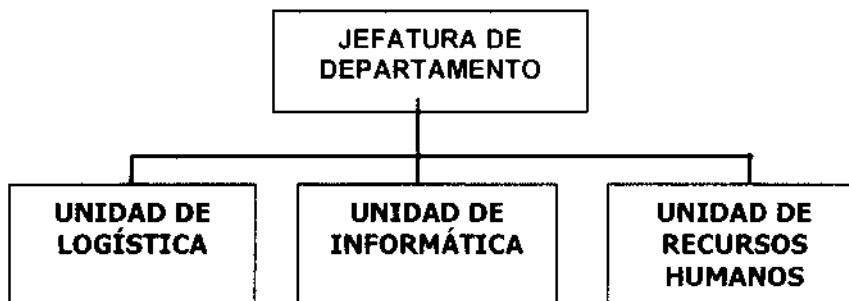 JEFATURA DE
DEPARTAMENTO
UNIDAD DE
LOGÍSTICA
UNIDAD DE
INFORMÁTICA
UNIDAD DE
RECURSOS
HUMANOS